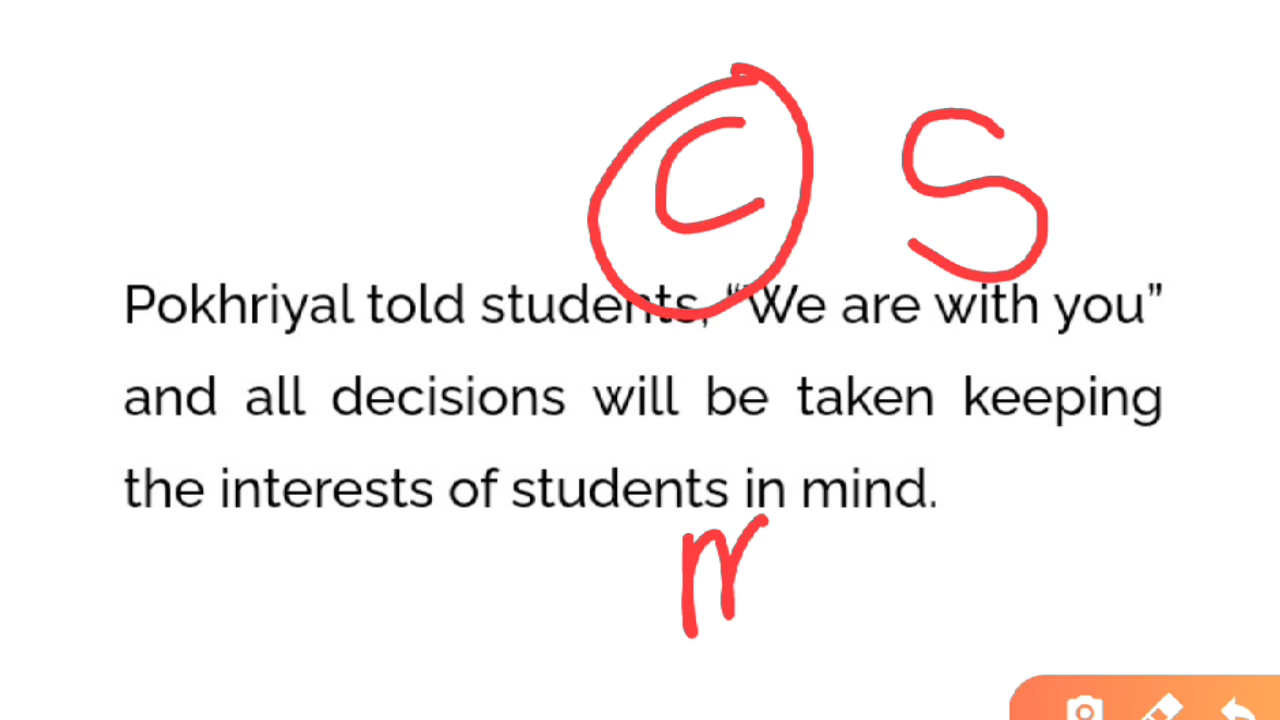 C S
Pokhriyal told students, “We are with you”
and all decisions will be taken keeping
the interests of students in mind.